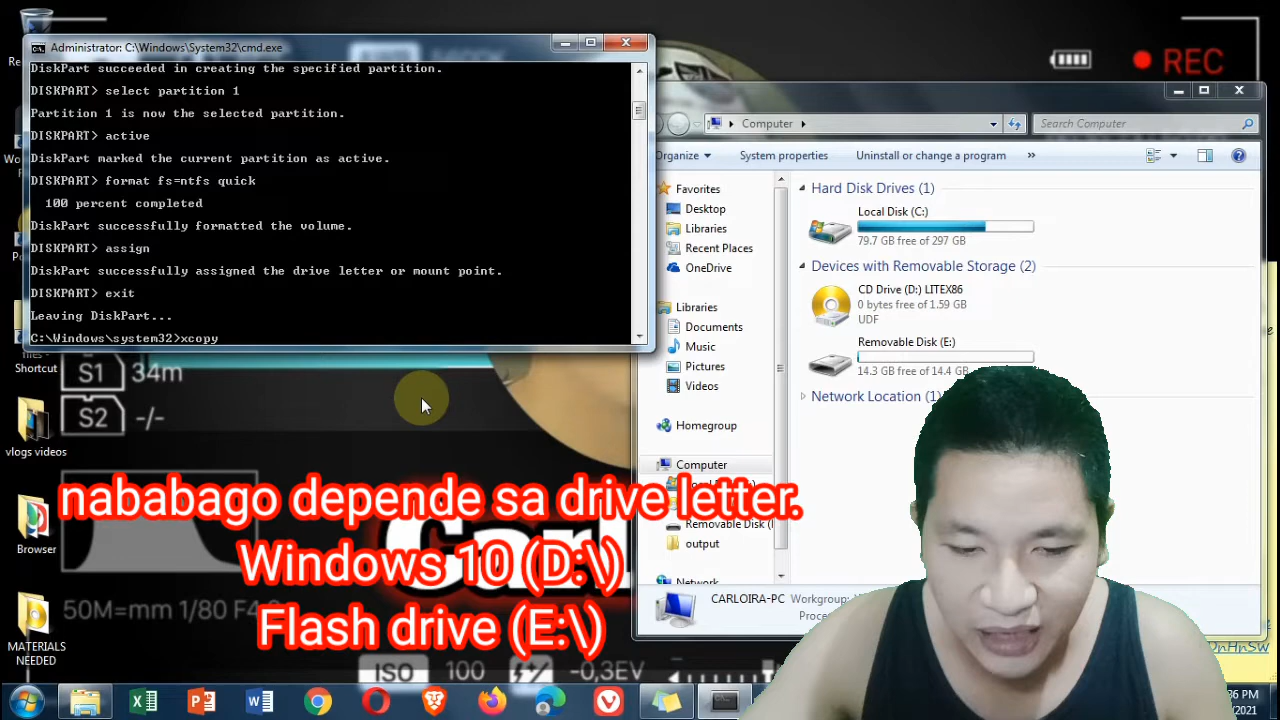 Administrator: C:\Windows\System32\cmd.exe
DiskPart succeeded in creating the specified partition.
DISKPART> select partition 1
Partition 1 is now the selected partition.
DISKPART> active
DiskPart marked the current partition as active.
DISKPART> format fs=ntfs quick
100 percent completed
DiskPart successfully formatted the volume.
DISKPART> assign
DiskPart successfully assigned the drive letter or mount point.
DISKPART> exit
Leaving DiskPart...
C:\Windows\system32>xcopy
REC
Computer
Search Computer
Organize System properties Uninstall or change a program »
Favorites
Desktop
Libraries
Recent Places
OneDrive
Libraries
Documents
Music
Pictures
Videos
Homegroup
Computer
Removable Disk (
output
Network
Hard Disk Drives (1)
Local Disk (C:)
79.7 GB free of 297 GB
Devices with Removable Storage (2)
CD Drive (D:) LITEX86
0 bytes free of 1.59 GB
UDF
Removable Disk (E:)
14.3 GB free of 14.4 G
Network Location (1
CARLOIRA-PC Workgroup:
Proce
files -
Shortcut
S1 34m
S2 -/-
vlogs videos
Browser
MATERIALS
NEEDED
nababago depende sa drive letter.
Windows 10 (D:\)
Flash drive (E:\)
50M=mm 1/80 F4
ISO 100 -0,3EV
36 PM
/2021